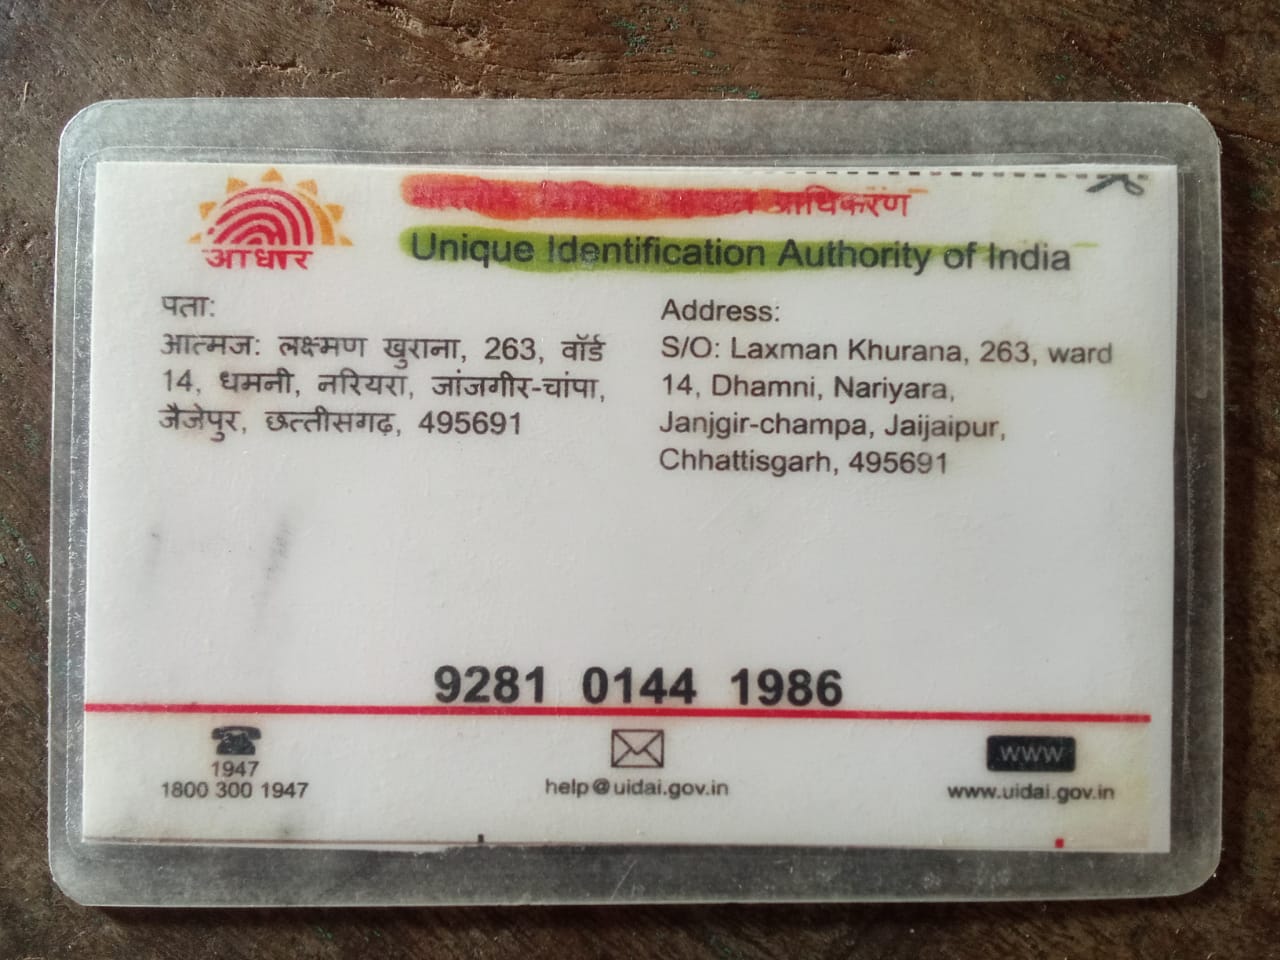 आधार
प्राधिकरण
Unique Identification Authority of India
पता:
आत्मज: लक्ष्मण खुराना, 263, वॉर्ड
14, धमनी, नरियरा, जांजगीर-चांपा,
जैजेपुर, छत्तीसगढ़, 495691
Address:
S/O: Laxman Khurana, 263, ward
14, Dhamni, Nariyara,
Janjgir-champa, Jaijaipur,
Chhattisgarh, 495691
9281 0144 1986
1947
1800 300 1947
help@uidai.gov.in
WWW
www.uidai.gov.in